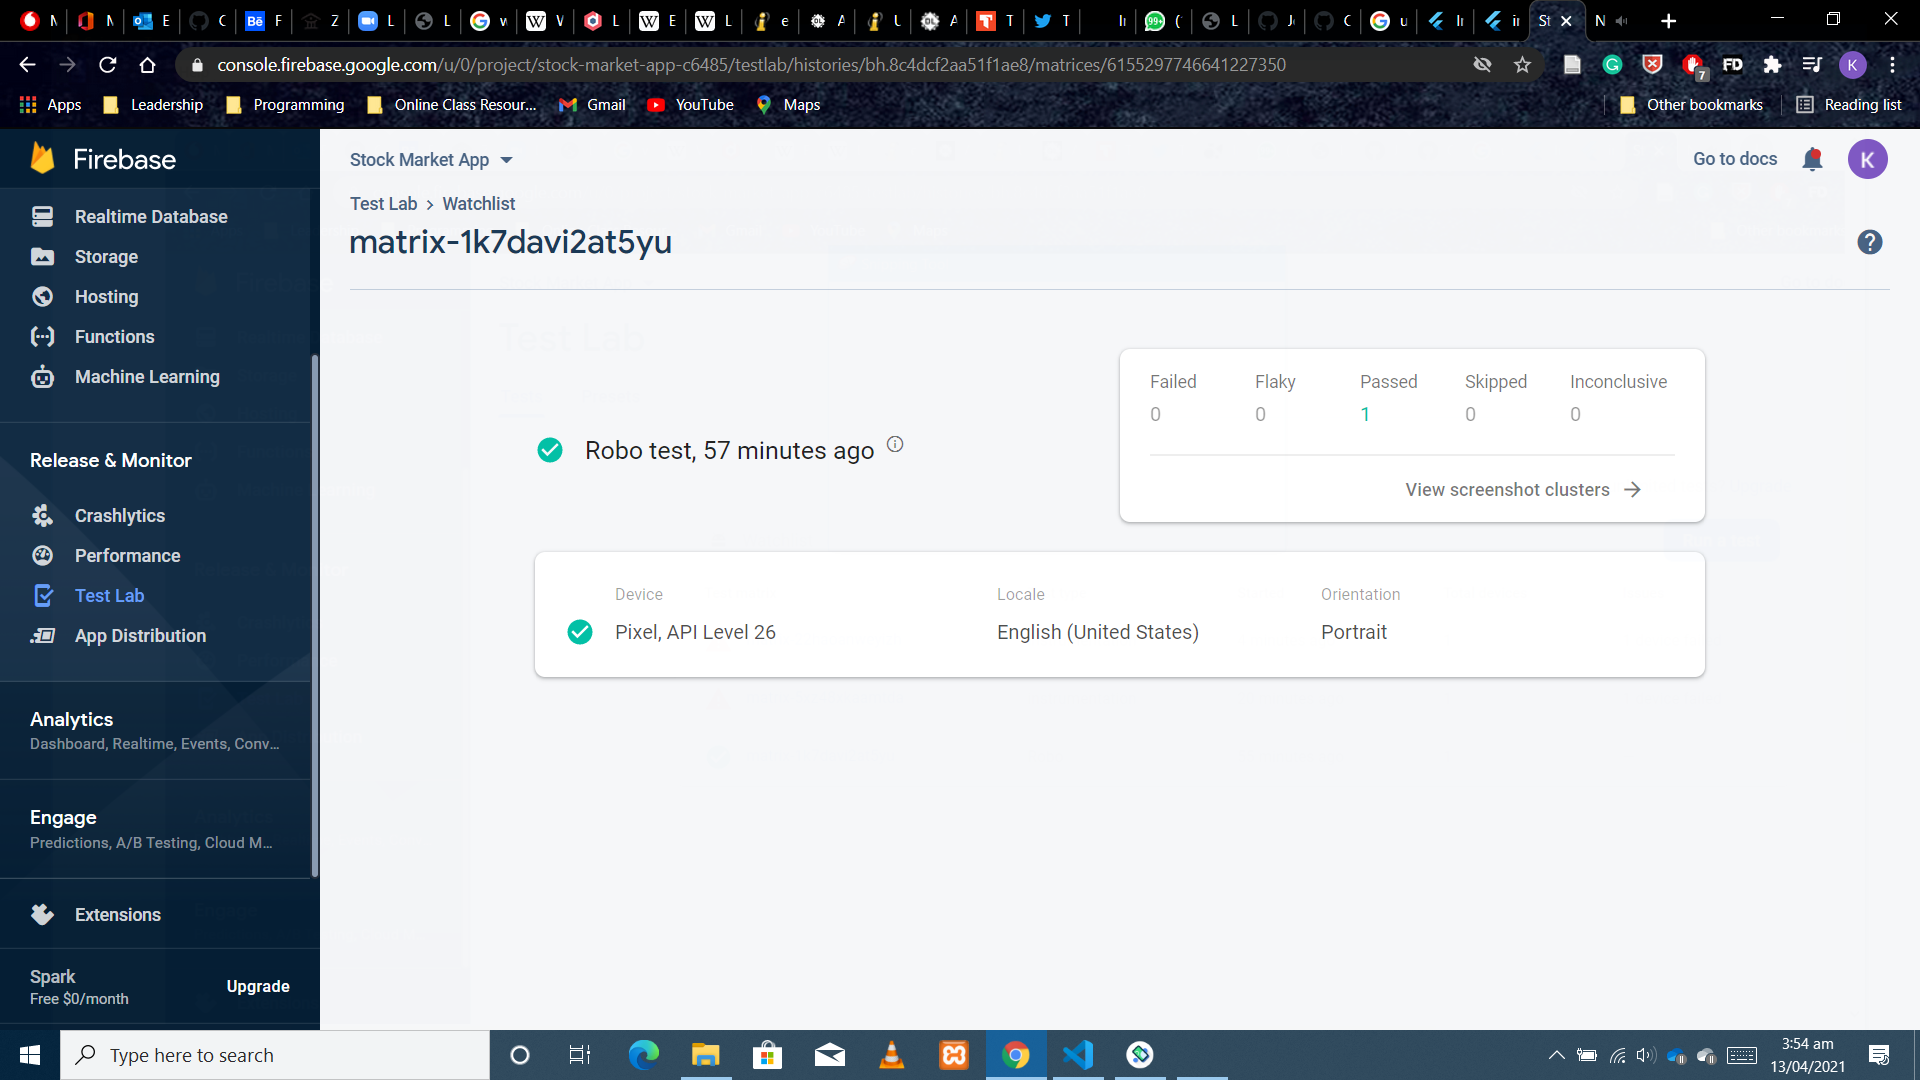 console.firebase.google.com/u/0/project/stock-market-app-c6485/testlab/histories/bh.8c4dcf2aa51f1ae8/matrices/6155297746641227350
7
FD
K
Apps
Leadership
Programming
Online Class Resour...
Gmail
YouTube
Maps
Other bookmarks
Reading list
Firebase
Realtime Database
Storage
Hosting
Functions
Machine Learning
Release & Monitor
Crashlytics
Performance
Test Lab
App Distribution
Analytics
Dashboard, Realtime, Events, Conv...
Engage
Predictions, A/B Testing, Cloud M...
Extensions
Spark
Free $0/month
Upgrade
Stock Market App
Go to docs
K
Test Lab > Watchlist
matrix-1k7davi2at5yu
Robo test, 57 minutes ago
Failed Flaky Passed Skipped Inconclusive
0 0 1 0 0
View screenshot clusters
Device Locale Orientation
Pixel, API Level 26 English (United States) Portrait
Type here to search
3:54 am
13/04/2021